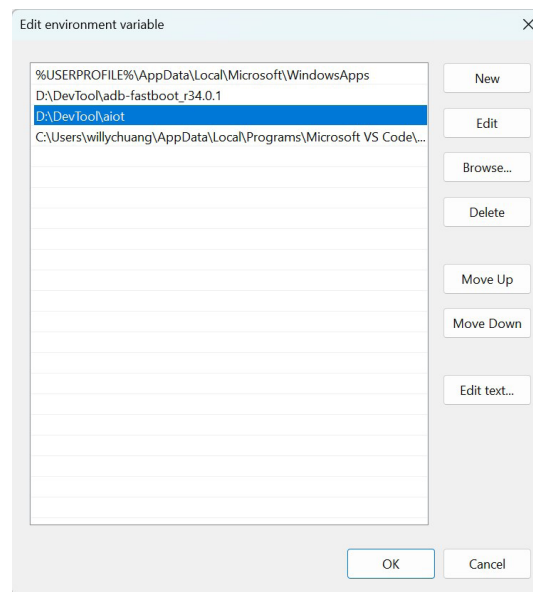 Edit environment variable
%USERPROFILE%\AppData\Local\Microsoft\WindowsApps
D:\DevTool\adb-fastboot_r34.0.1
D:\DevTool\aiot
C:\Users\willychuang\AppData\Local\Programs\Microsoft VS Code\...
New
Edit
Browse...
Delete
Move Up
Move Down
Edit text...
OK
Cancel